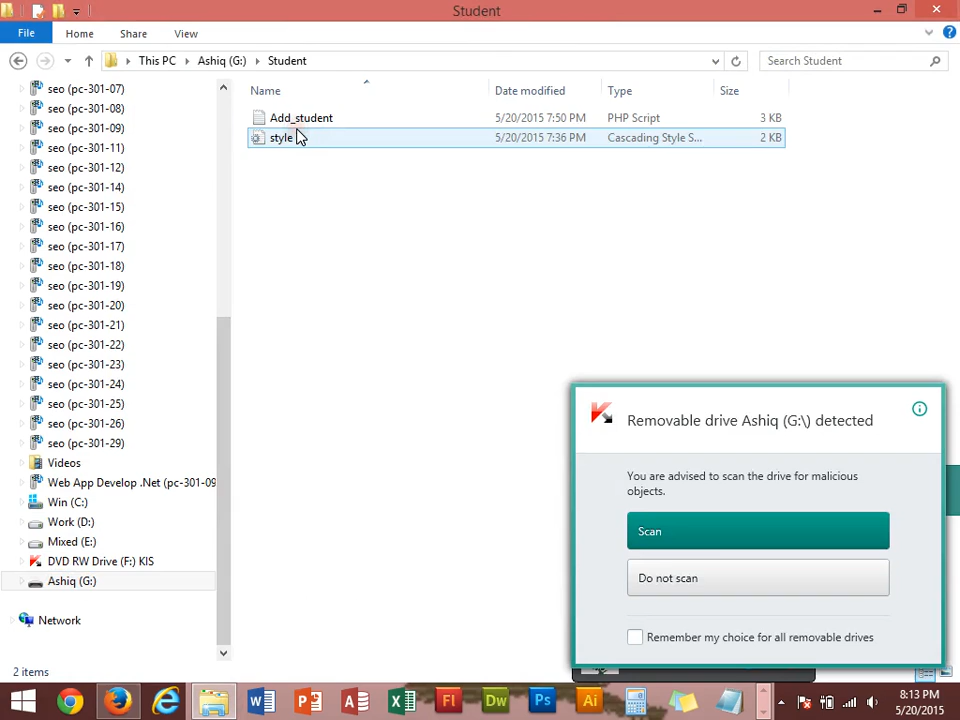 Student
File
Home
Share
View
This PC
Ashiq (G:)
Student
Search Student
Name
Date modified
Type
Size
Add_student
5/20/2015 7:50 PM
PHP Script
3 KB
style
5/20/2015 7:36 PM
Cascading Style S...
2 KB
seo (pc-301-07)
seo (pc-301-08)
seo (pc-301-09)
seo (pc-301-11)
seo (pc-301-12)
seo (pc-301-14)
seo (pc-301-15)
seo (pc-301-16)
seo (pc-301-17)
seo (pc-301-18)
seo (pc-301-19)
seo (pc-301-20)
seo (pc-301-21)
seo (pc-301-22)
seo (pc-301-23)
seo (pc-301-24)
seo (pc-301-25)
seo (pc-301-26)
seo (pc-301-29)
Videos
Web App Develop .Net (pc-301-09
Win (C:)
Work (D:)
Mixed (E:)
DVD RW Drive (F:) KIS
Ashiq (G:)
Network
Removable drive Ashiq (G:\) detected
You are advised to scan the drive for malicious
objects.
Scan
Do not scan
Remember my choice for all removable drives
2 items
8:13 PM
5/20/2015